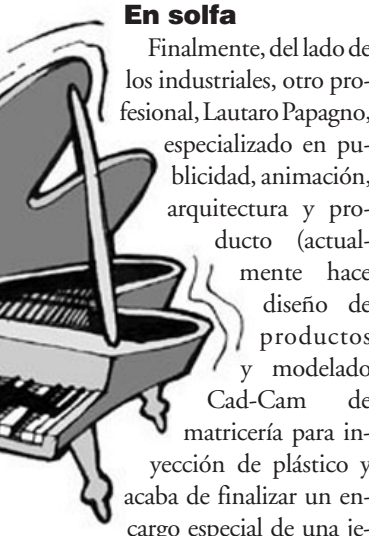 En solfa
Finalmente, del lado de
los industriales, otro pro-
fesional, Lautaro Papagno,
especializado en pu-
blicidad, animación,
arquitectura y pro-
ducto (actual-
mente hace
diseño de
productos
y modelado
Cad-Cam de
matricería para in-
yección de plástico y
acaba de finalizar un en-
cargo especial de una je-